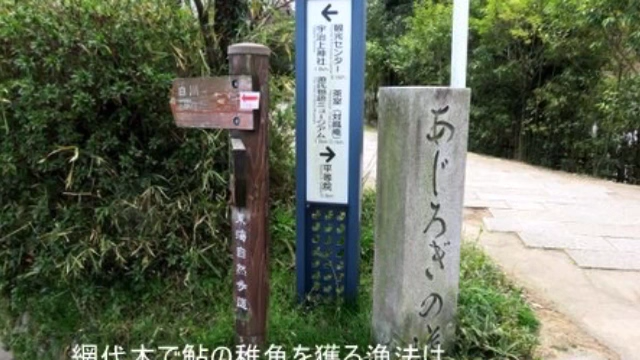 白川
東海自然歩道
←
観光センター
宇治上神社
茶室(対鳳庵)
源氏物語ミュージアム
→
平等院
あじろぎの
網代木で鮎の稚魚を獲る漁法は